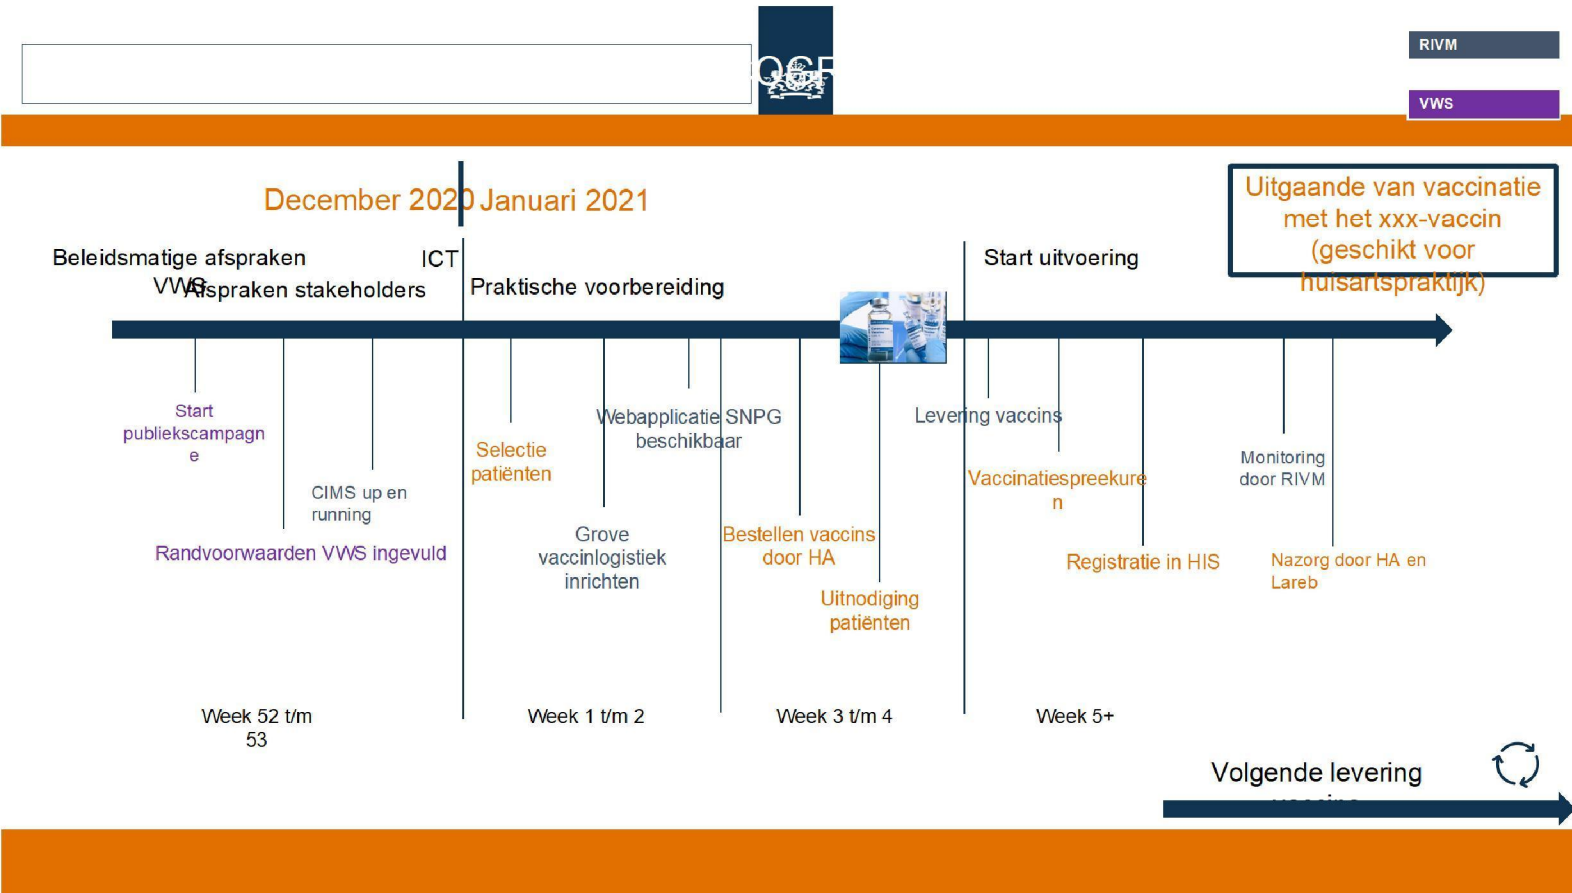 RIVM
VWS
December 2020
Januari 2021
Uitgaande van vaccinatie
met het xxx-vaccin
(geschikt voor
huisartspraktijk)
Beleidsmatige afspraken
VWS
Afspraken stakeholders
ICT
Praktische voorbereiding
Start uitvoering
Start
publiekscampagn
e
CIMS up en
running
Randvoorwaarden VWS ingevuld
Selectie
patiënten
Webapplicatie SNPG
beschikbaar
Grove
vaccinlogistiek
inrichten
Bestellen vaccins
door HA
Uitnodiging
patiënten
Levering vaccins
Vaccinatiespreekure
n
Registratie in HIS
Monitoring
door RIVM
Nazorg door HA en
Lareb
Week 52 t/m
53
Week 1 t/m 2
Week 3 t/m 4
Week 5+
Volgende levering